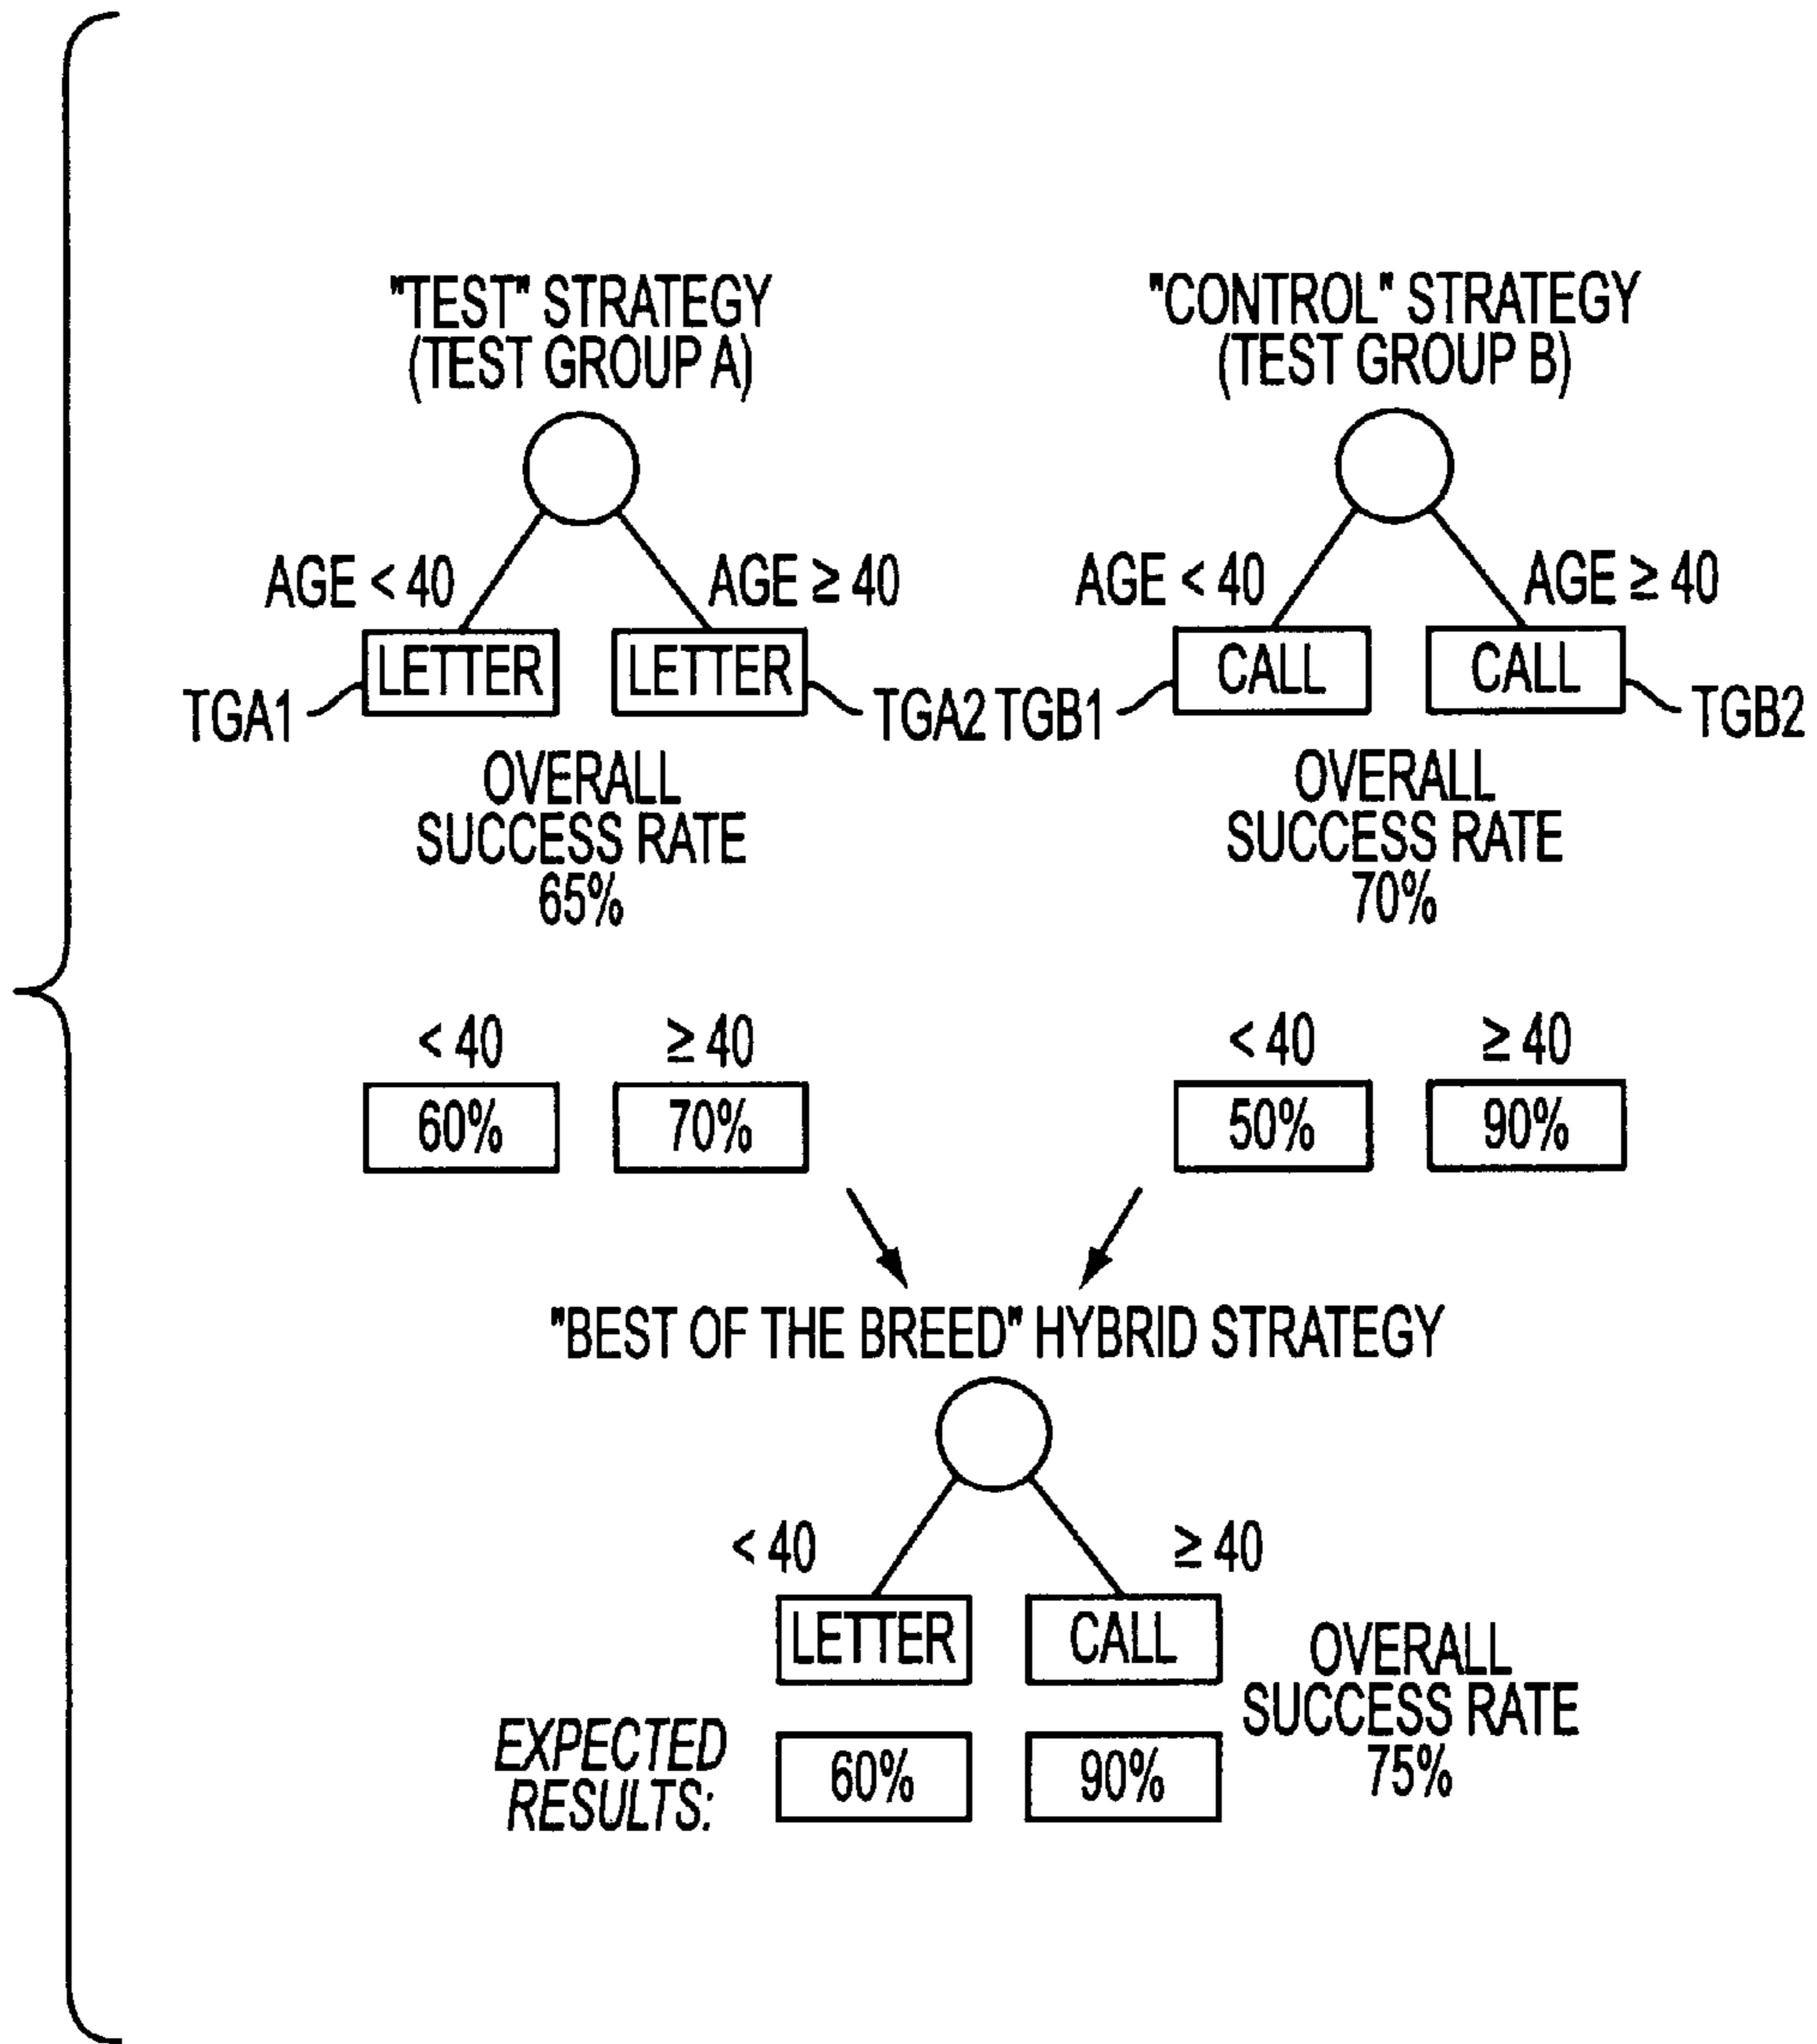 "TEST" STRATEGY
(TEST GROUP A)
"CONTROL" STRATEGY
(TEST GROUP B)
AGE < 40
AGE ≥ 40
AGE < 40
AGE ≥ 40
LETTER
LETTER
CALL
CALL
TGA1
TGA2
TGB1
TGB2
OVERALL
SUCCESS RATE
65%
OVERALL
SUCCESS RATE
70%
< 40
≥ 40
< 40
≥ 40
60%
70%
50%
90%
"BEST OF THE BREED" HYBRID STRATEGY
< 40
≥ 40
LETTER
CALL
OVERALL
SUCCESS RATE
75%
EXPECTED
RESULTS:
60%
90%